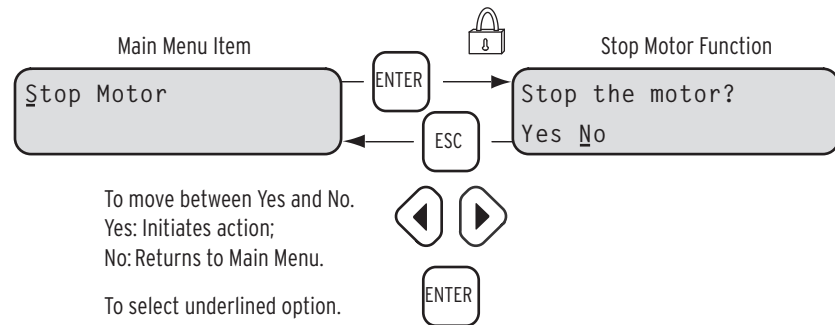 Main Menu Item
Stop Motor Function
Stop Motor
ENTER
Stop the motor?
Yes No
ESC
To move between Yes and No.
Yes: Initiates action;
No: Returns to Main Menu.
To select underlined option.
ENTER